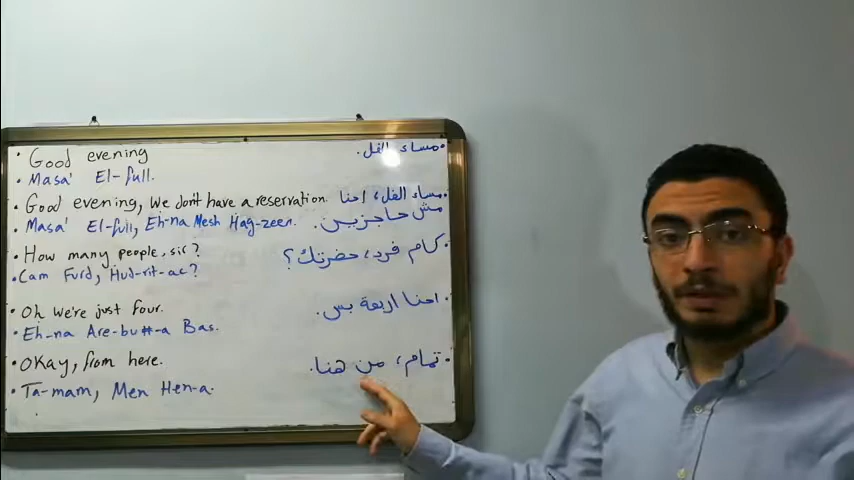 • Good evening
• مساء الفل.
• Masa' El-full.
• Good evening, We don't have a reservation.
• مساء الفل، احنا
مش حاجزين.
• Masa' El-full, Eh-na Mesh Hag-zeen.
• How many people, sir?
• كام فرد، حضرتك؟
• Cam Furd, Hud-rit-ac?
• Oh we're just four.
• احنا اربعة بس.
• Eh-na Are-bu##-a Bas.
• Okay, from here.
• تمام، من هنا.
• Ta-mam, Men Hen-a.